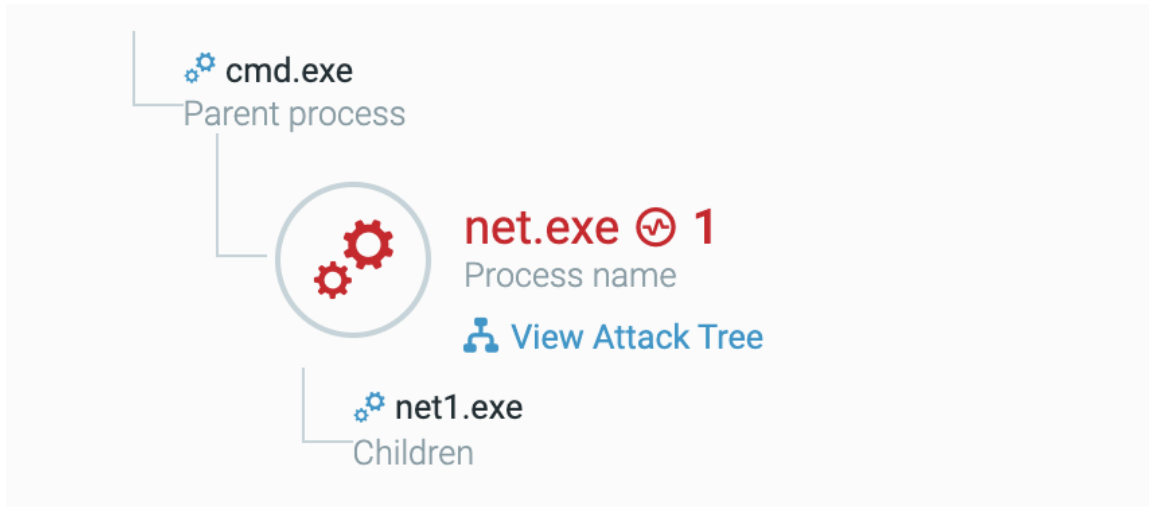 cmd.exe
Parent process
net.exe 1
Process name
View Attack Tree
net1.exe
Children